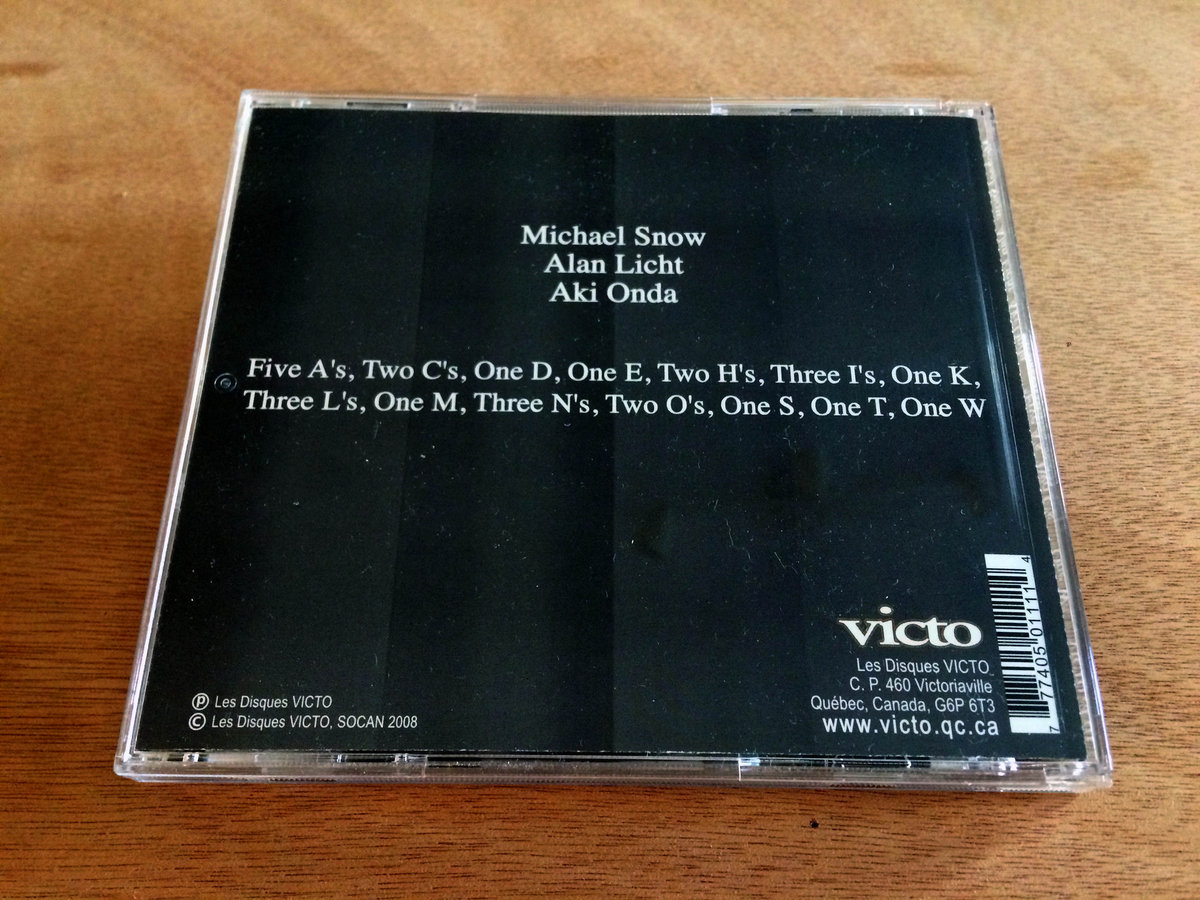 Michael Snow
Alan Licht
Aki Onda
Five A's, Two C's, One D, One E, Two H's, Three I's, One K,
Three L's, One M, Three N's, Two O's, One S, One T, One W
victo
Les Disques VICTO
C. P. 460 Victoriaville
Québec, Canada, G6P 6T3
www.victo.qc.ca
7 77405 01111 4
℗ Les Disques VICTO
© Les Disques VICTO, SOCAN 2008